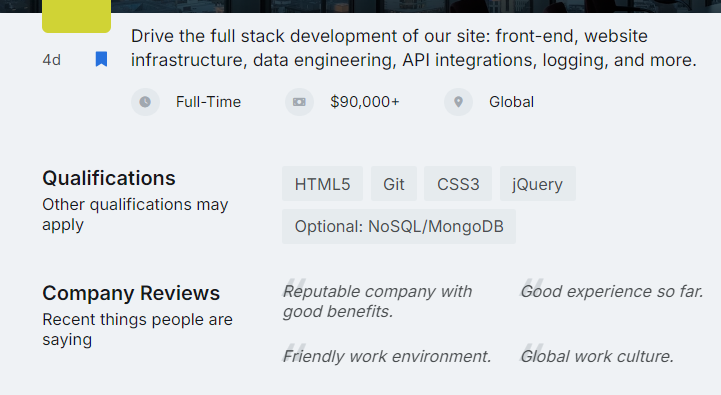 Drive the full stack development of our site: front-end, website
infrastructure, data engineering, API integrations, logging, and more.
4d
Full-Time
$90,000+
Global
Qualifications
Other qualifications may
apply
HTML5
Git
CSS3
jQuery
Optional: NoSQL/MongoDB
Company Reviews
Recent things people are
saying
Reputable company with
good benefits.
Good experience so far.
Friendly work environment.
Global work culture.